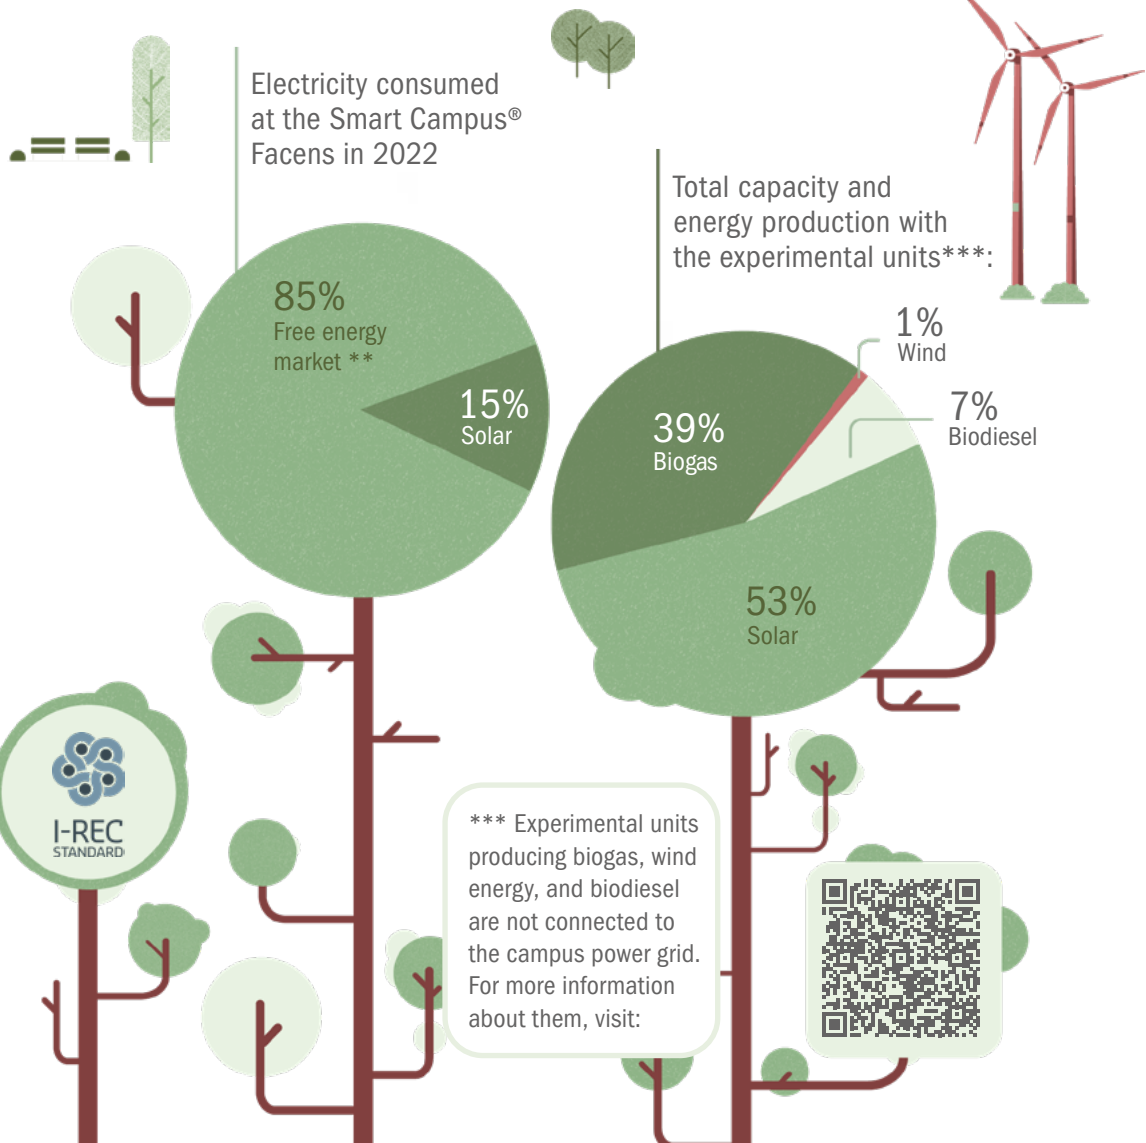 Electricity consumed
at the Smart Campus®
Facens in 2022
85%
Free energy
market **
15%
Solar
Total capacity and
energy production with
the experimental units***:
1%
Wind
7%
Biodiesel
39%
Biogas
53%
Solar
I-REC
STANDARD
*** Experimental units
producing biogas, wind
energy, and biodiesel
are not connected to
the campus power grid.
For more information
about them, visit: